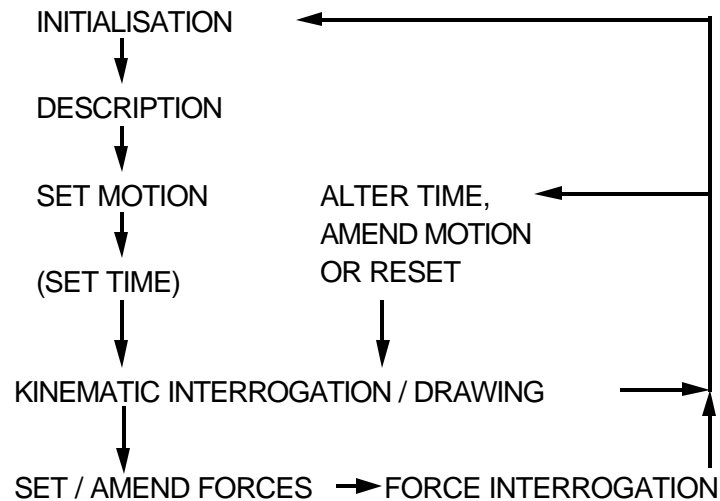 INITIALISATION
DESCRIPTION
SET MOTION
(SET TIME)
ALTER TIME,
AMEND MOTION
OR RESET
KINEMATIC INTERROGATION / DRAWING
SET / AMEND FORCES
FORCE INTERROGATION